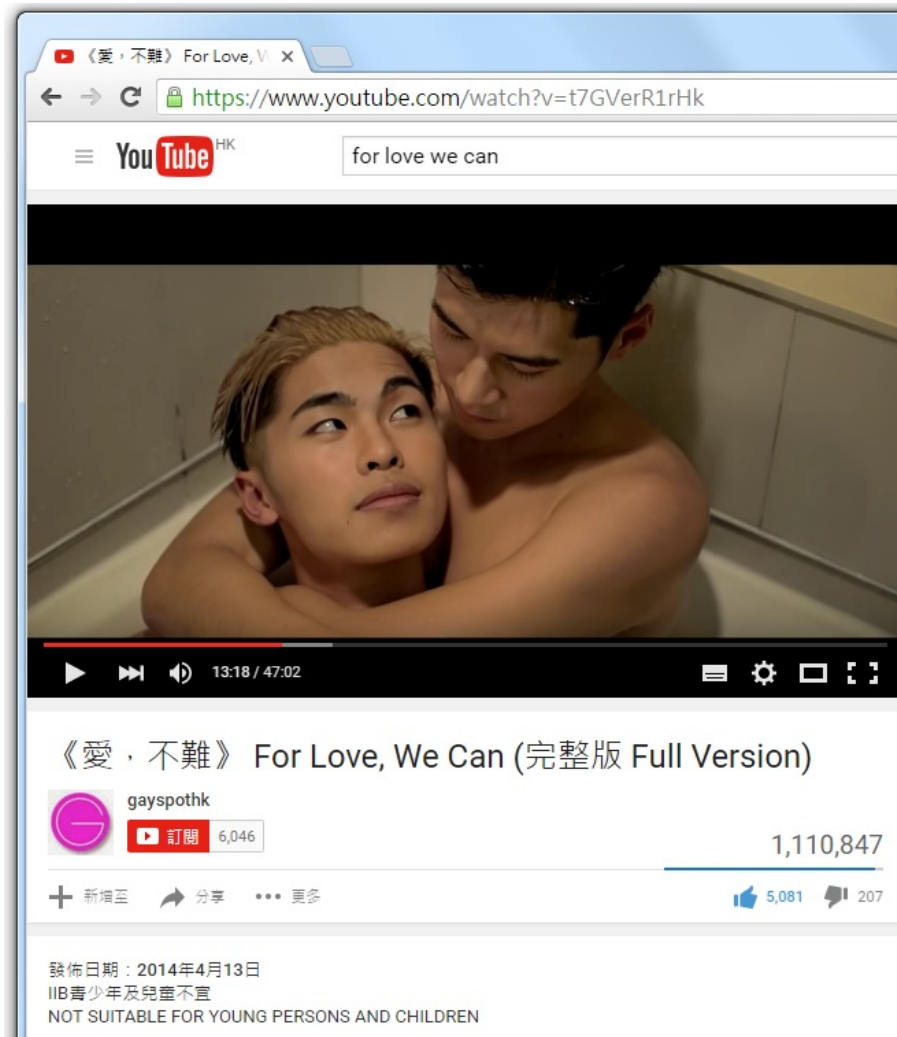 《愛，不難》 For Love, W
https://www.youtube.com/watch?v=t7GVerR1rHk
YouTube HK
for love we can
13:18 / 47:02
《愛，不難》 For Love, We Can (完整版 Full Version)
gayspothk
訂閱 6,046
1,110,847
新增至 分享 更多 5,081 207
發佈日期：2014年4月13日
IIB青少年及兒童不宜
NOT SUITABLE FOR YOUNG PERSONS AND CHILDREN